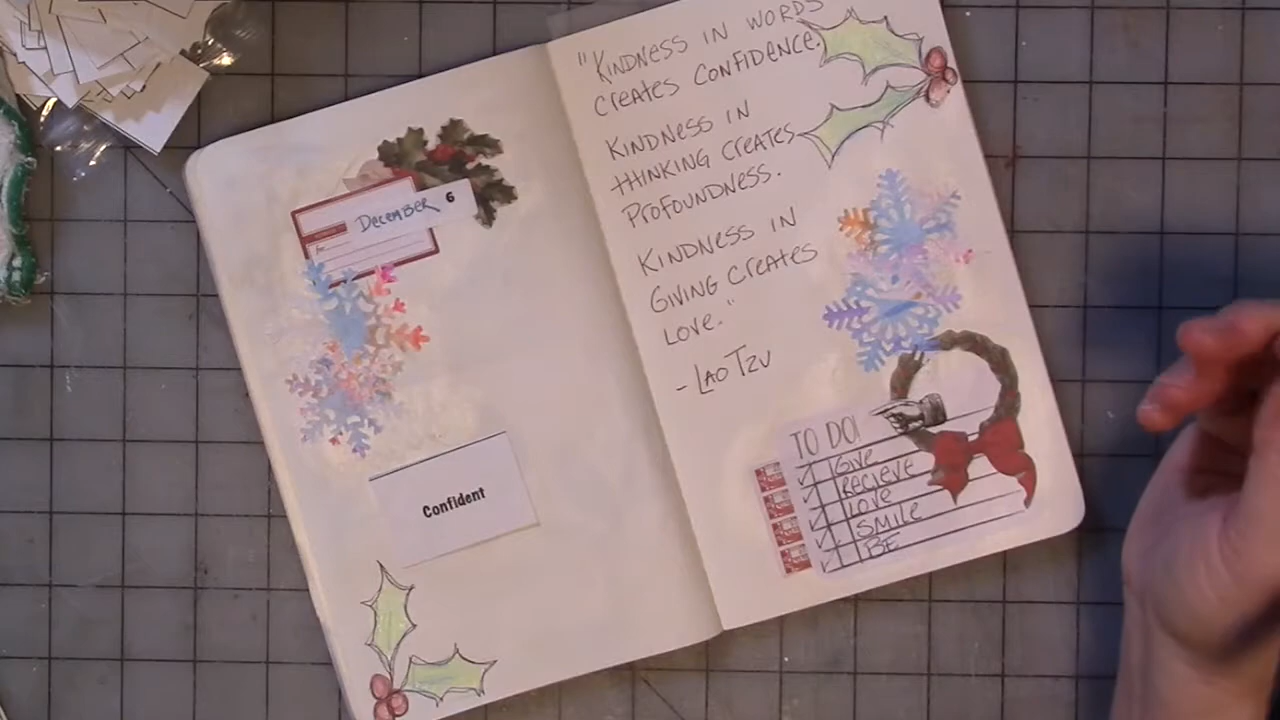 December 6
for
Confident
"KINDNESS IN WORDS
CREATES CONFIDENCE.
KINDNESS IN
THINKING CREATES
PROFOUNDNESS.
KINDNESS IN
GIVING CREATES
LOVE."
- LAO TZU
TO DO!
GIVE
RECIEVE
LOVE
SMILE
BE